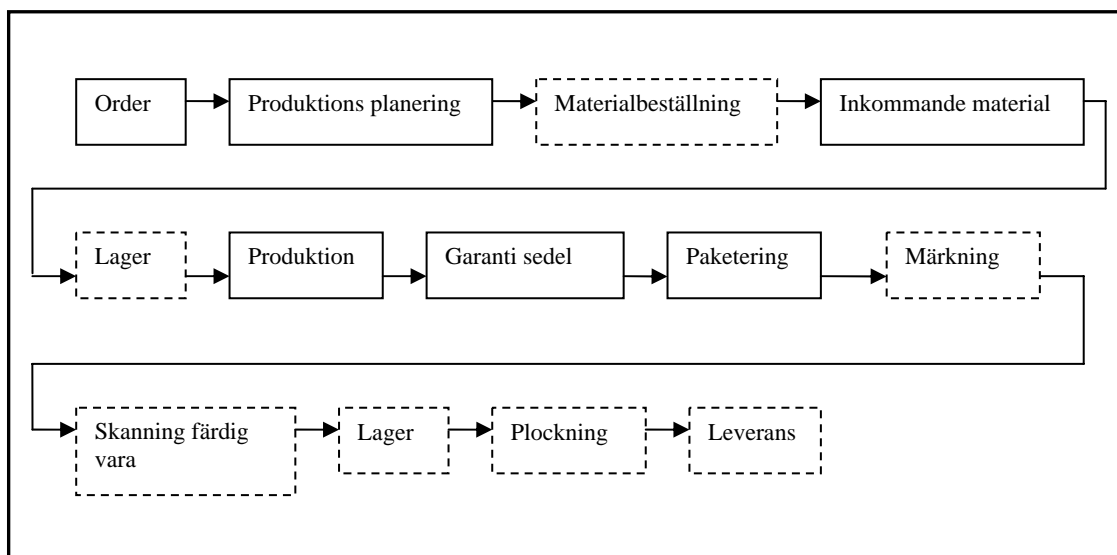 Order
Produktions planering
Materialbeställning
Inkommande material
Lager
Produktion
Garanti sedel
Paketering
Märkning
Skanning färdig
vara
Lager
Plockning
Leverans